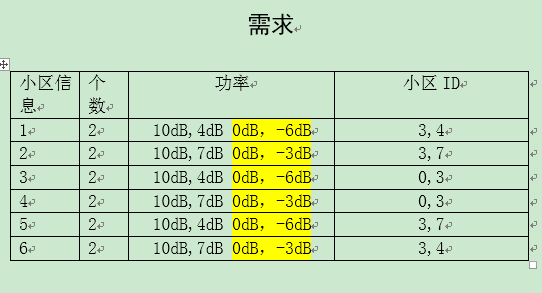 需求
小区信息 个数 功率 小区 ID
1 2 10dB,4dB 0dB，-6dB 3,4
2 2 10dB,7dB 0dB，-3dB 3,7
3 2 10dB,4dB 0dB，-6dB 0,3
4 2 10dB,7dB 0dB，-3dB 0,3
5 2 10dB,4dB 0dB，-6dB 3,7
6 2 10dB,7dB 0dB，-3dB 3,4